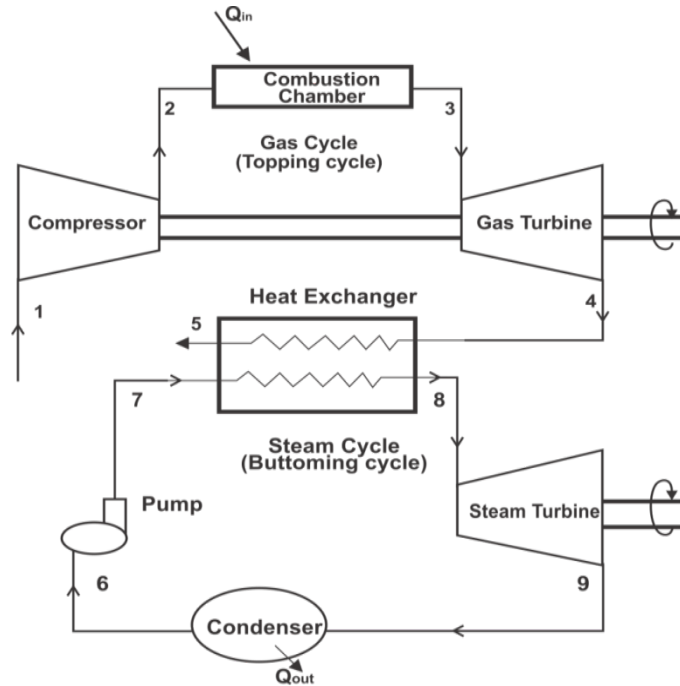 Qin
Combustion
Chamber
2
3
Gas Cycle
(Topping cycle)
Compressor
Gas Turbine
1
Heat Exchanger
4
5
7
8
Steam Cycle
(Buttoming cycle)
Pump
Steam Turbine
6
9
Condenser
Qout